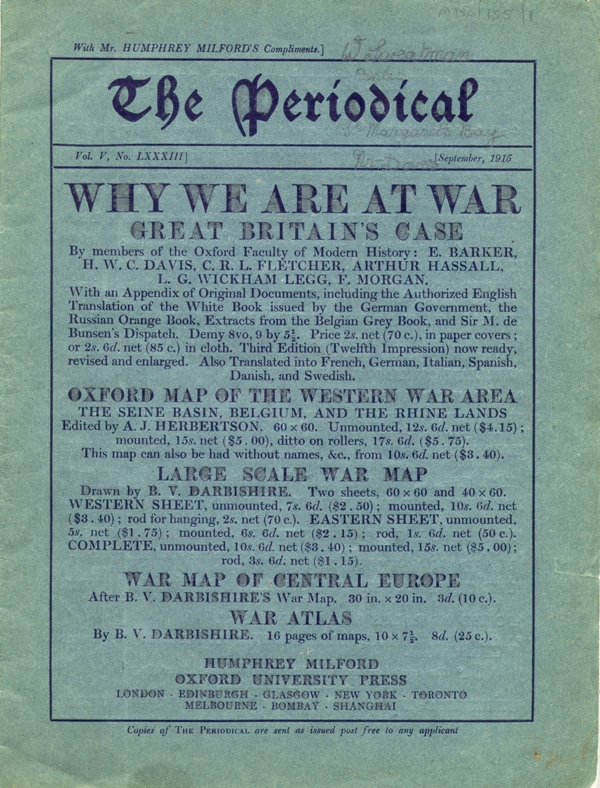 With Mr. HUMPHREY MILFORD'S Compliments.]
The Periodical
Vol. V, No. LXXXIII] [September, 1915
St Margarets Bay
WHY WE ARE AT WAR
GREAT BRITAIN'S CASE
By members of the Oxford Faculty of Modern History: E. BARKER,
H. W. C. DAVIS, C. R. L. FLETCHER, ARTHUR HASSALL,
L. G. WICKHAM LEGG, F. MORGAN.
With an Appendix of Original Documents, including the Authorized English
Translation of the White Book issued by the German Government, the
Russian Orange Book, Extracts from the Belgian Grey Book, and Sir M. de
Bunsen's Dispatch. Demy 8vo, 9 by 5½. Price 2s. net (70 c.), in paper covers;
or 2s. 6d. net (85 c.) in cloth. Third Edition (Twelfth Impression) now ready,
revised and enlarged. Also Translated into French, German, Italian, Spanish,
Danish, and Swedish.
OXFORD MAP OF THE WESTERN WAR AREA
THE SEINE BASIN, BELGIUM, AND THE RHINE LANDS
Edited by A. J. HERBERTSON. 60 × 60. Unmounted, 12s. 6d. net ($4.15);
mounted, 15s. net ($5.00), ditto on rollers, 17s. 6d. ($5.75).
This map can also be had without names, &c., from 10s. 6d. net ($3.40).
LARGE SCALE WAR MAP
Drawn by B. V. DARBISHIRE. Two sheets, 60 × 60 and 40 × 60.
WESTERN SHEET, unmounted, 7s. 6d. ($2.50); mounted, 10s. 6d. net
($3.40); rod for hanging, 2s. net (70 c.). EASTERN SHEET, unmounted,
5s. net ($1.75); mounted, 6s. 6d. net ($2.15); rod, 1s. 6d. net (50 c.).
COMPLETE, unmounted, 10s. 6d. net ($3.40); mounted, 15s. net ($5.00);
rod, 3s. 6d. net ($1.15).
WAR MAP OF CENTRAL EUROPE
After B. V. DARBISHIRE'S War Map. 30 in. × 20 in. 3d. (10 c.).
WAR ATLAS
By B. V. DARBISHIRE. 16 pages of maps, 10 × 7½. 8d. (25 c.).
HUMPHREY MILFORD
OXFORD UNIVERSITY PRESS
LONDON · EDINBURGH · GLASGOW · NEW YORK · TORONTO
MELBOURNE · BOMBAY · SHANGHAI
Copies of THE PERIODICAL are sent as issued post free to any applicant